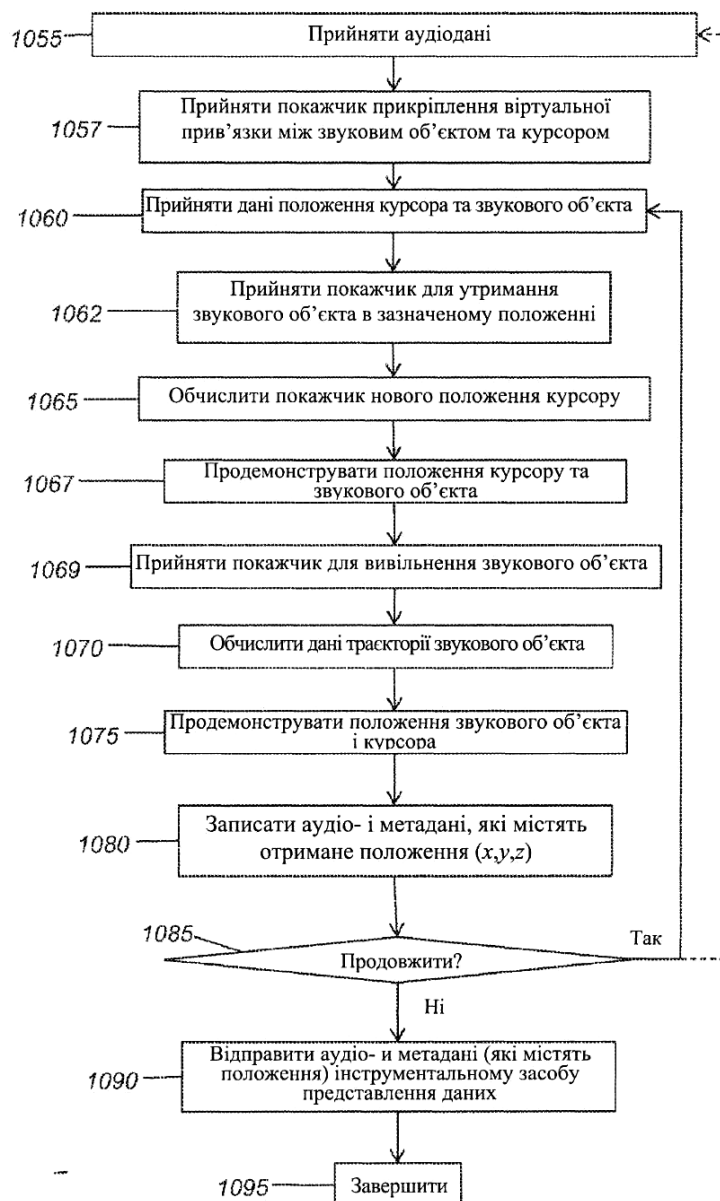 1055
Прийняти аудіодані
1057
Прийняти покажчик прикріплення віртуальної
прив'язки між звуковим об'єктом та курсором
1060
Прийняти дані положення курсора та звукового об'єкта
1062
Прийняти покажчик для утримання
звукового об'єкта в зазначеному положенні
1065
Обчислити покажчик нового положення курсору
1067
Продемонструвати положення курсору та
звукового об'єкта
1069
Прийняти покажчик для вивільнення звукового об'єкта
1070
Обчислити дані траєкторії звукового об'єкта
1075
Продемонструвати положення звукового об'єкта
і курсора
1080
Записати аудіо- і метадані, які містять
отримане положення (x,y,z)
1085
Продовжити?
Так
Ні
1090
Відправити аудіо- и метадані (які містять
положення) інструментальному засобу
представлення даних
1095
Завершити